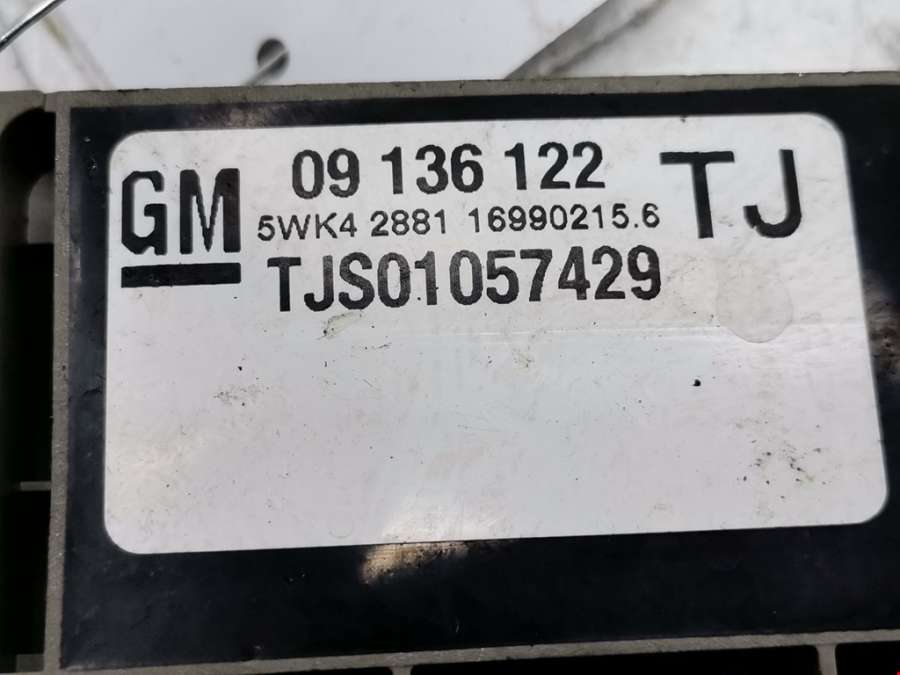 GM 09 136 122 TJ
5WK4 2881 16990215.6
TJS01057429